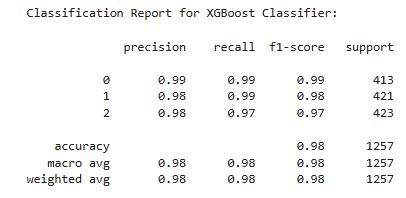 Classification Report for XGBoost Classifier:
precision recall f1-score support
0 0.99 0.99 0.99 413
1 0.98 0.99 0.98 421
2 0.98 0.97 0.97 423
accuracy 0.98 1257
macro avg 0.98 0.98 0.98 1257
weighted avg 0.98 0.98 0.98 1257